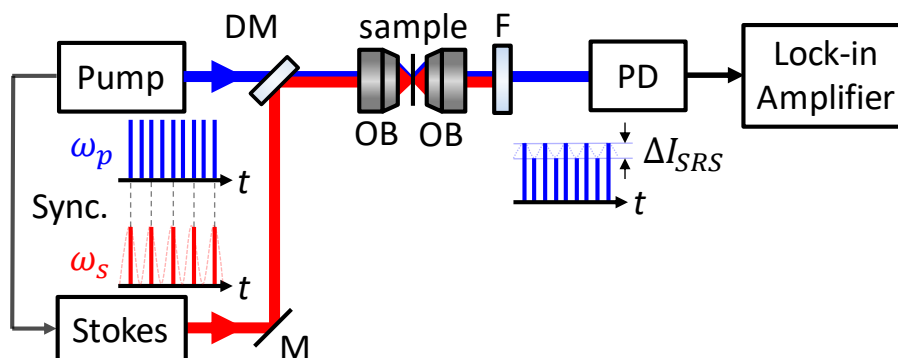 DM
sample
F
Pump
PD
Lock-in
Amplifier
OB
OB
ω_p
t
ΔI_SRS
t
Sync.
ω_s
t
Stokes
M